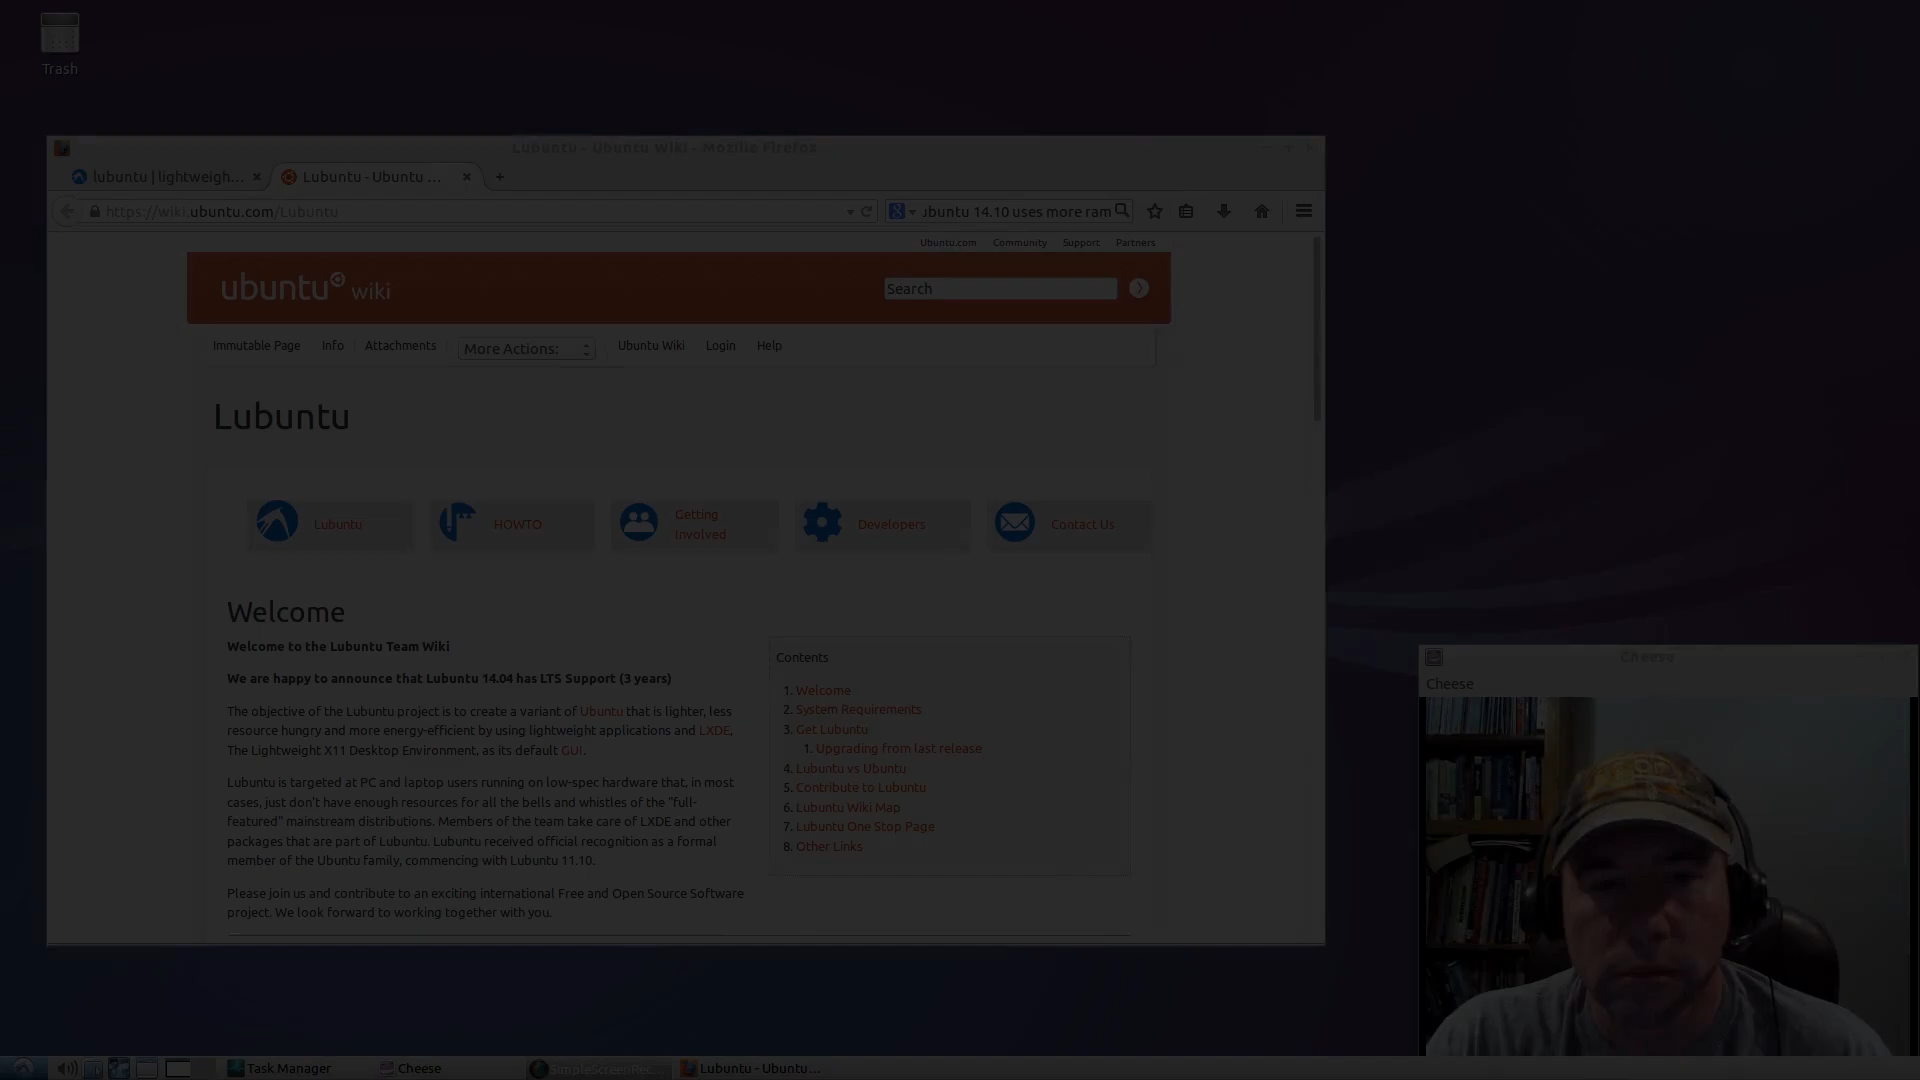 Trash
Lubuntu - Ubuntu Wiki - Mozilla Firefox
lubuntu | lightweigh...
Lubuntu - Ubuntu ...
https://wiki.ubuntu.com/Lubuntu
ubuntu 14.10 uses more ram
Ubuntu.com Community Support Partners
ubuntu wiki
Search
Immutable Page Info Attachments More Actions: Ubuntu Wiki Login Help
Lubuntu
Lubuntu
HOWTO
Getting
Involved
Developers
Contact Us
Welcome
Welcome to the Lubuntu Team Wiki
We are happy to announce that Lubuntu 14.04 has LTS Support (3 years)
The objective of the Lubuntu project is to create a variant of Ubuntu that is lighter, less
resource hungry and more energy-efficient by using lightweight applications and LXDE,
The Lightweight X11 Desktop Environment, as its default GUI.
Lubuntu is targeted at PC and laptop users running on low-spec hardware that, in most
cases, just don't have enough resources for all the bells and whistles of the "full-
featured" mainstream distributions. Members of the team take care of LXDE and other
packages that are part of Lubuntu. Lubuntu received official recognition as a formal
member of the Ubuntu family, commencing with Lubuntu 11.10.
Please join us and contribute to an exciting international Free and Open Source Software
project. We look forward to working together with you.
Contents
1. Welcome
2. System Requirements
3. Get Lubuntu
1. Upgrading from last release
4. Lubuntu vs Ubuntu
5. Contribute to Lubuntu
6. Lubuntu Wiki Map
7. Lubuntu One Stop Page
8. Other Links
Cheese
Cheese
Task Manager
Cheese
SimpleScreenRec...
Lubuntu - Ubuntu...